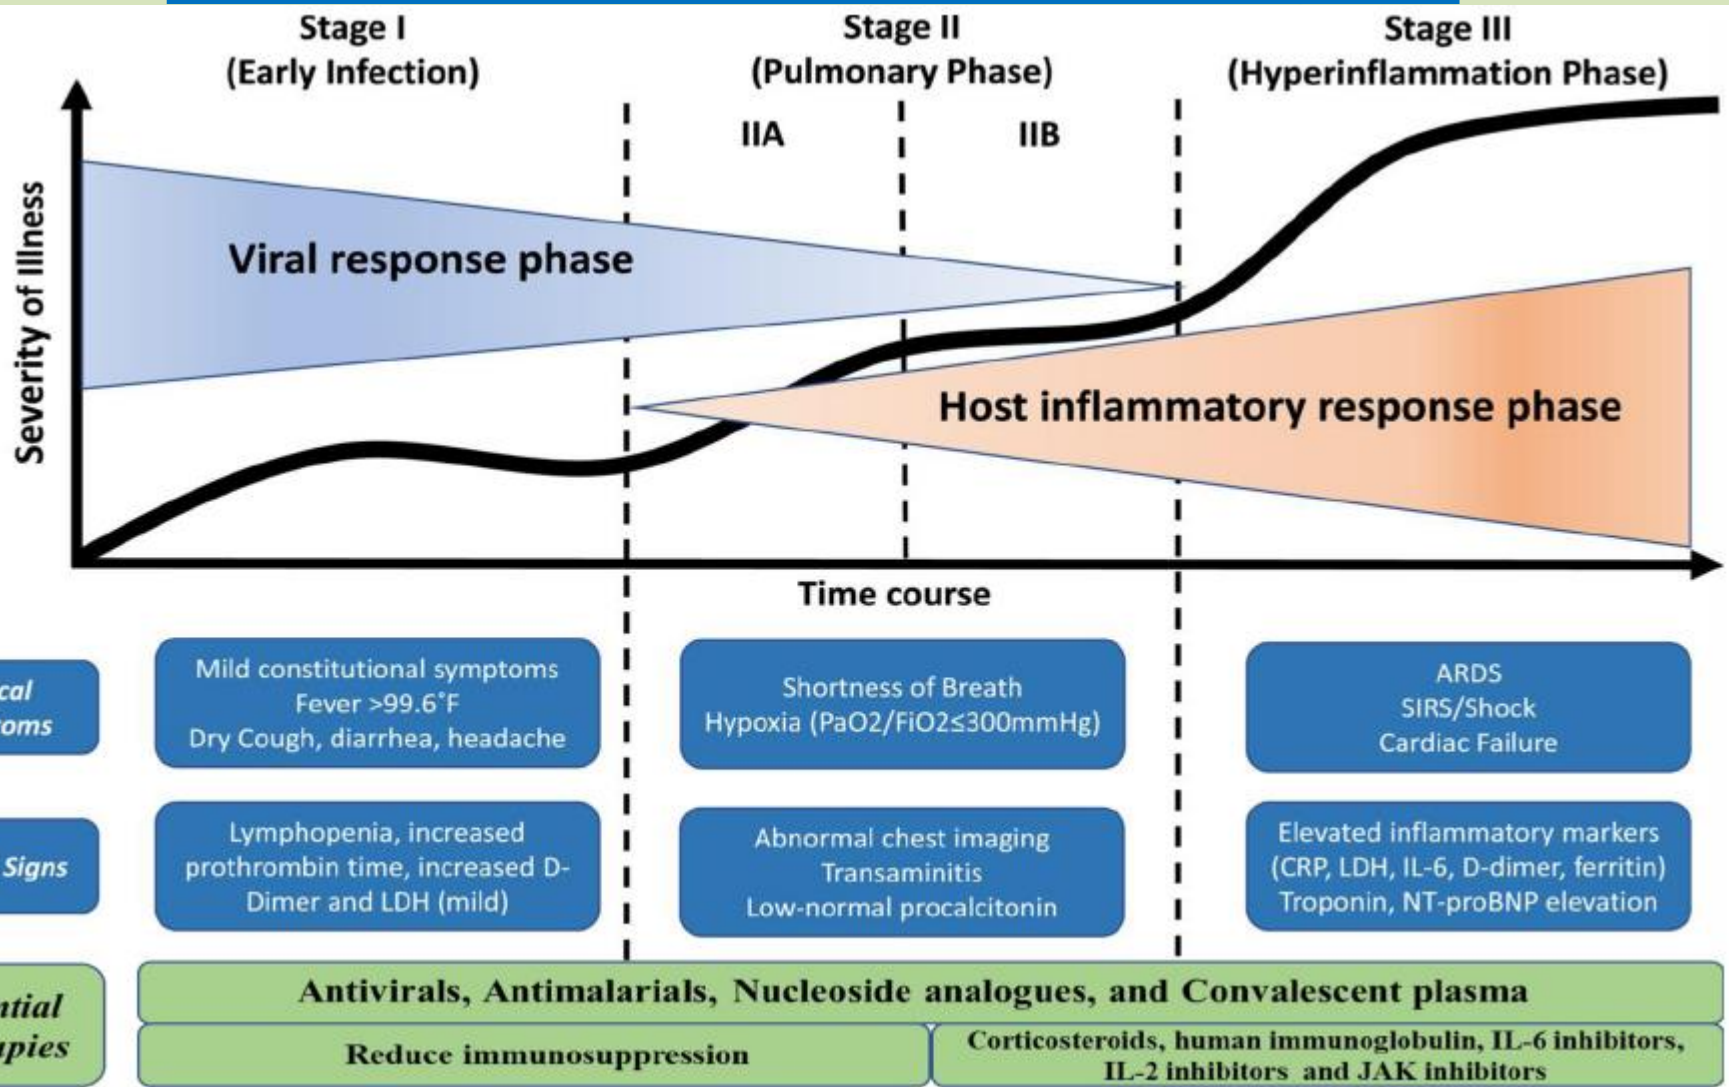 Stage I
(Early Infection)
Stage II
(Pulmonary Phase)
Stage III
(Hyperinflammation Phase)
IIA
IIB
Severity of Illness
Viral response phase
Host inflammatory response phase
Time course
Mild constitutional symptoms
Fever >99.6°F
Dry Cough, diarrhea, headache
Shortness of Breath
Hypoxia (PaO2/FiO2≤300mmHg)
ARDS
SIRS/Shock
Cardiac Failure
Signs
Lymphopenia, increased
prothrombin time, increased D-
Dimer and LDH (mild)
Abnormal chest imaging
Transaminitis
Low-normal procalcitonin
Elevated inflammatory markers
(CRP, LDH, IL-6, D-dimer, ferritin)
Troponin, NT-proBNP elevation
Antivirals, Antimalarials, Nucleoside analogues, and Convalescent plasma
Reduce immunosuppression
Corticosteroids, human immunoglobulin, IL-6 inhibitors,
IL-2 inhibitors and JAK inhibitors